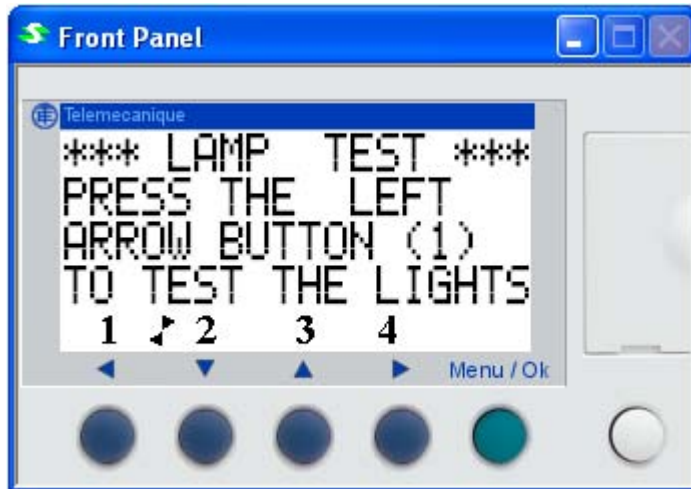 Front Panel
Telemecanique
*** LAMP TEST ***
PRESS THE LEFT
ARROW BUTTON (1)
TO TEST THE LIGHTS
1 2 3 4
Menu / Ok